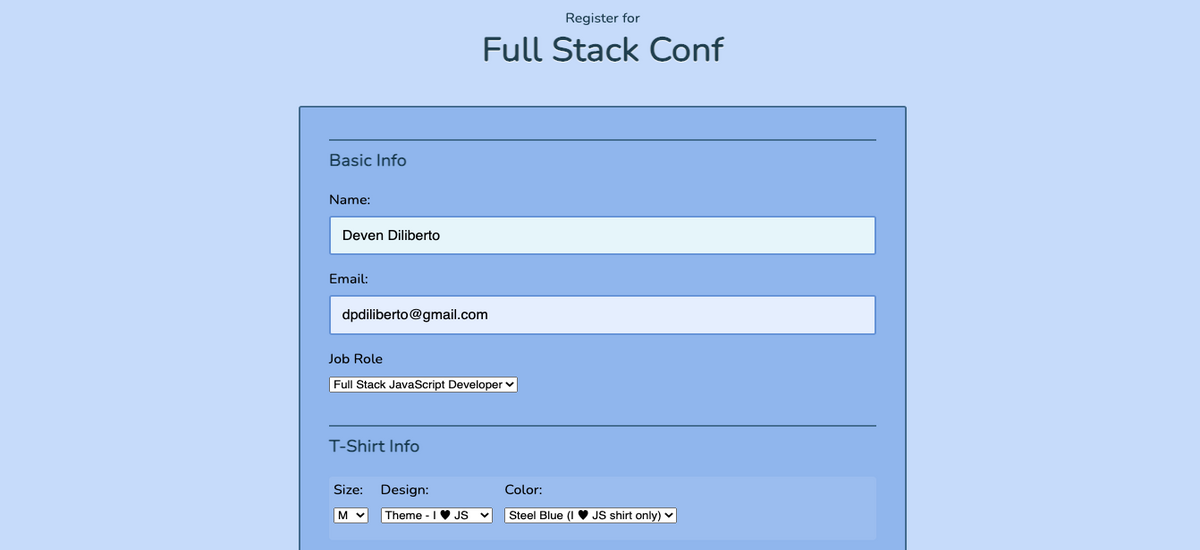 Register for
Full Stack Conf
Basic Info
Name:
Deven Diliberto
Email:
dpdiliberto@gmail.com
Job Role
Full Stack JavaScript Developer
T-Shirt Info
Size: Design: Color:
M Theme - I ♥ JS Steel Blue (I ♥ JS shirt only)